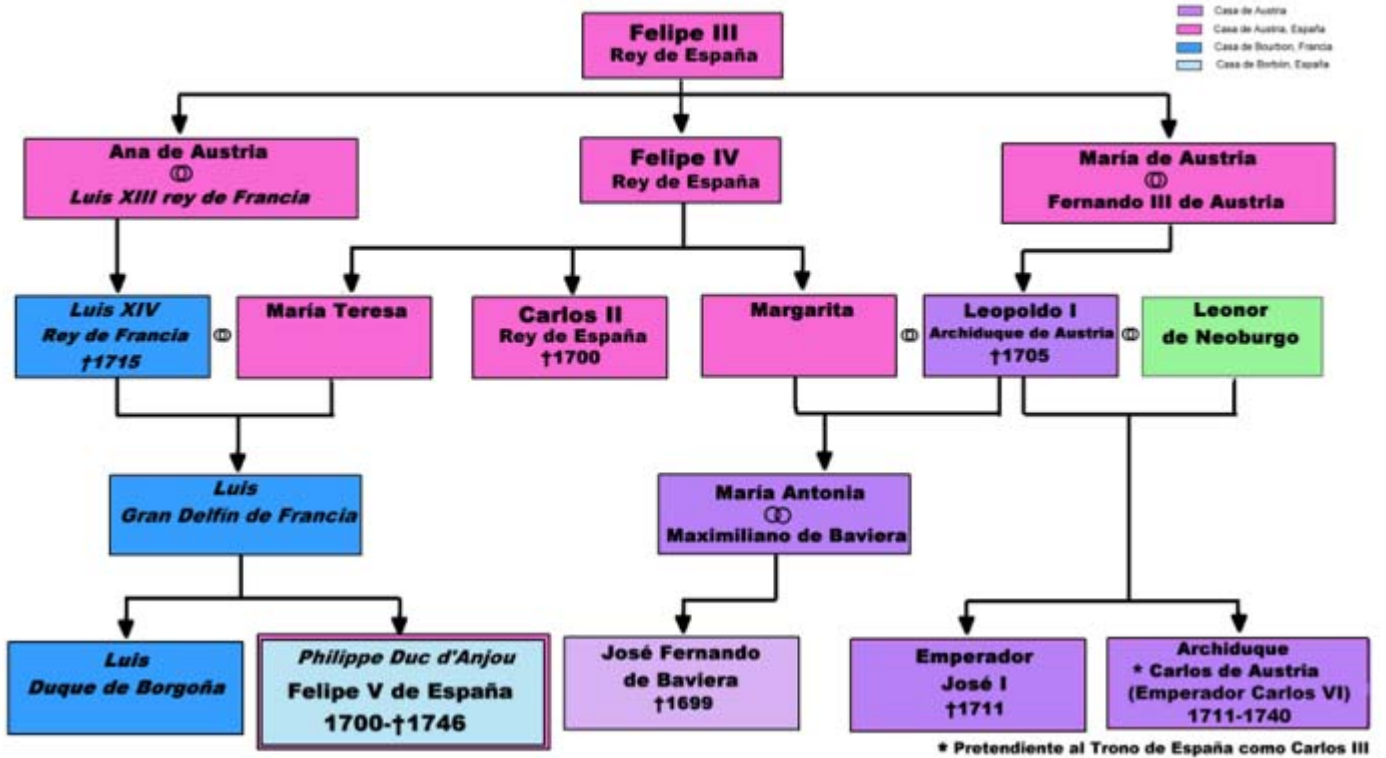 Casa de Austria
Casa de Austria, España
Casa de Bourbon, Francia
Casa de Borbón, España
Felipe III
Rey de España
Ana de Austria
Luis XIII rey de Francia
Felipe IV
Rey de España
María de Austria
Fernando III de Austria
Luis XIV
Rey de Francia
†1715
María Teresa
Carlos II
Rey de España
†1700
Margarita
Leopoldo I
Archiduque de Austria
†1705
Leonor
de Neoburgo
Luis
Gran Delfín de Francia
María Antonia
Maximiliano de Baviera
Luis
Duque de Borgoña
Philippe Duc d'Anjou
Felipe V de España
1700-†1746
José Fernando
de Baviera
†1699
Emperador
José I
†1711
Archiduque
* Carlos de Austria
(Emperador Carlos VI)
1711-1740
* Pretendiente al Trono de España como Carlos III